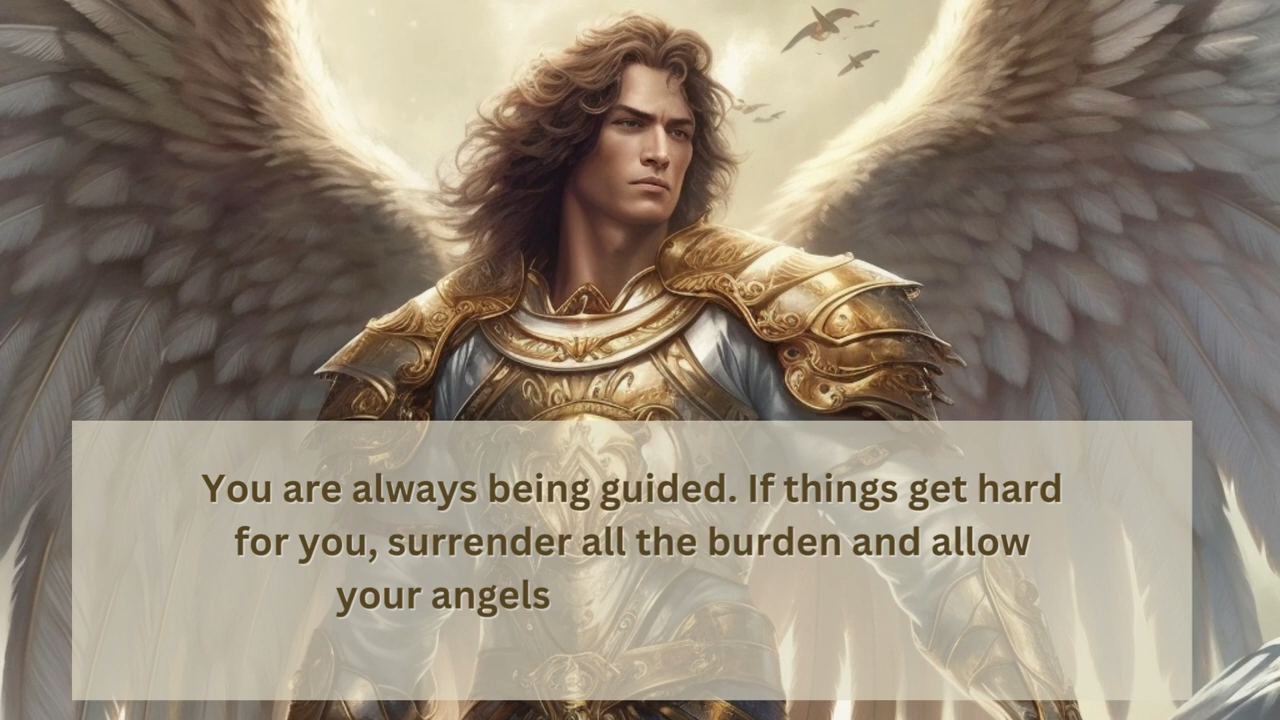 You are always being guided. If things get hard
for you, surrender all the burden and allow
your angels